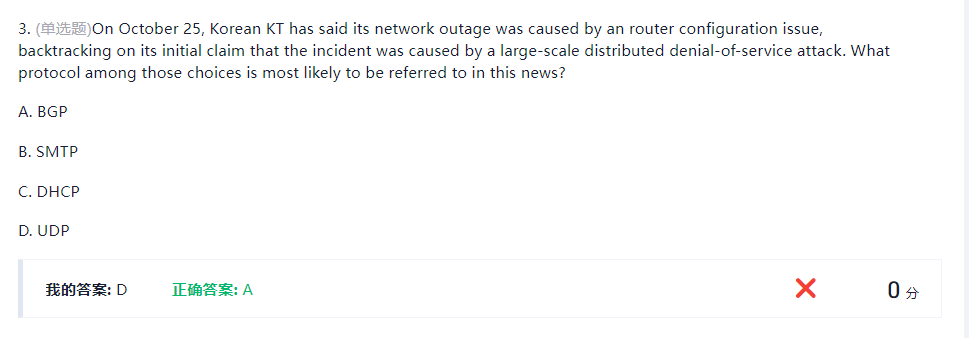 3. (单选题)On October 25, Korean KT has said its network outage was caused by an router configuration issue,
backtracking on its initial claim that the incident was caused by a large-scale distributed denial-of-service attack. What
protocol among those choices is most likely to be referred to in this news?
A. BGP
B. SMTP
C. DHCP
D. UDP
我的答案: D 正确答案: A 0 分